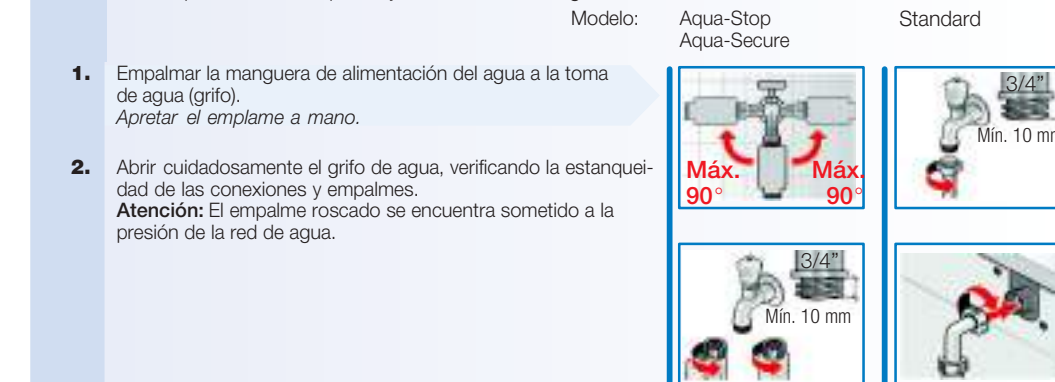 Modelo: Aqua-Stop Standard
Aqua-Secure
1. Empalmar la manguera de alimentación del agua a la toma
de agua (grifo).
Apretar el emplame a mano.
2. Abrir cuidadosamente el grifo de agua, verificando la estanquei-
dad de las conexiones y empalmes.
Atención: El empalme roscado se encuentra sometido a la
presión de la red de agua.
Máx. Máx.
90° 90°
3/4"
Mín. 10 mm
3/4"
Mín. 10 mm